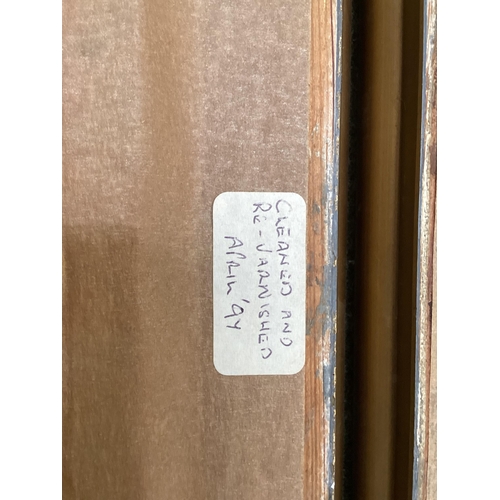 CLEANED AND
RE-VARNISHED
APRIL '94